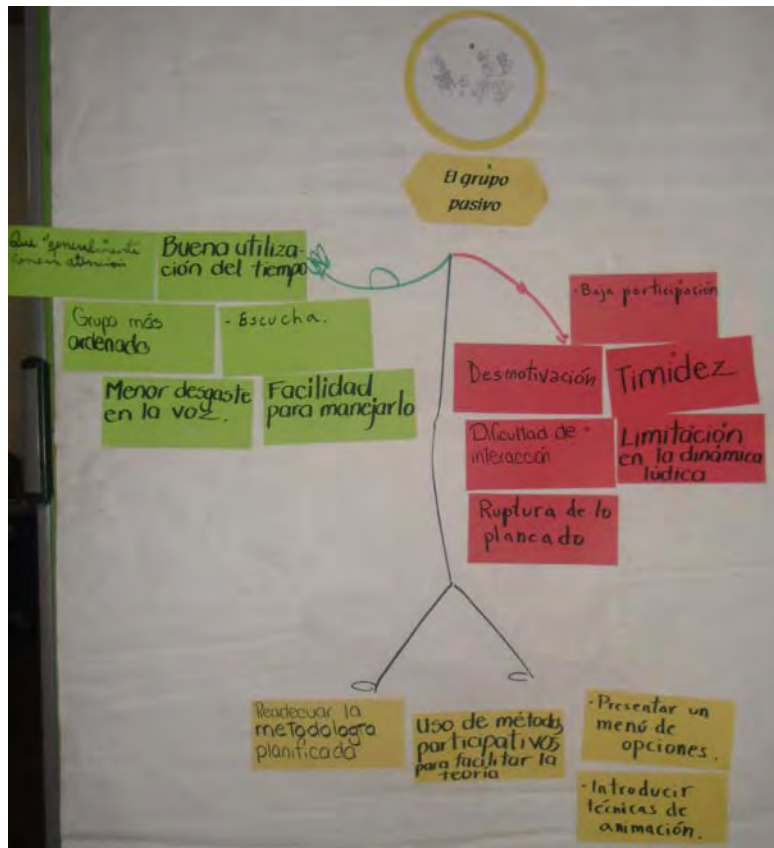 El grupo
pasivo
Que generalmente
ponen atención
Buena utiliza-
ción del tiempo
Grupo más
ordenado
- Escucha.
Menor desgaste
en la voz.
Facilidad
para manejarlo
- Baja participación
Desmotivación
Timidez
Dificultad de
interacción
Limitación
en la dinámica
lúdica
Ruptura de lo
planeado
Readecuar la
metodología
planificada
Uso de métodos
participativos
para facilitar la
teoría
- Presentar un
menú de
opciones.
- Introducir
técnicas de
animación.